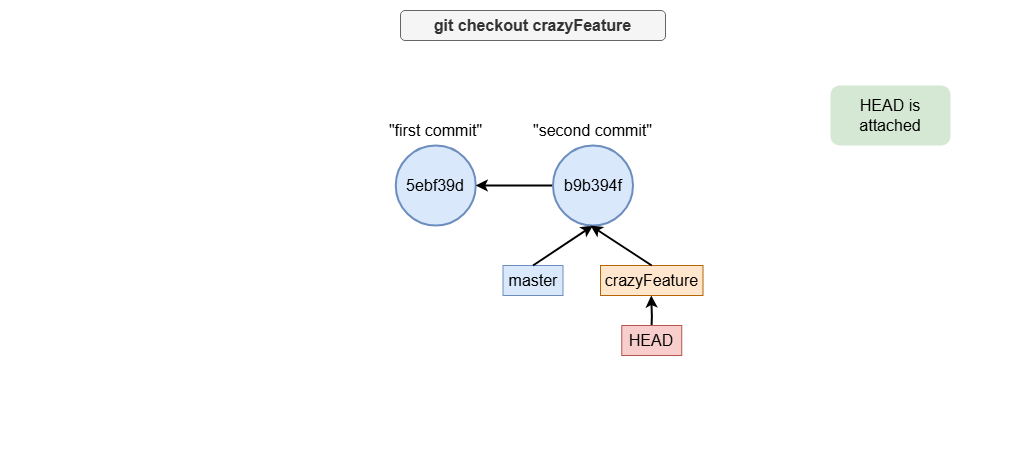 git checkout crazyFeature
HEAD is
attached
"first commit" "second commit"
5ebf39d b9b394f
master crazyFeature
HEAD